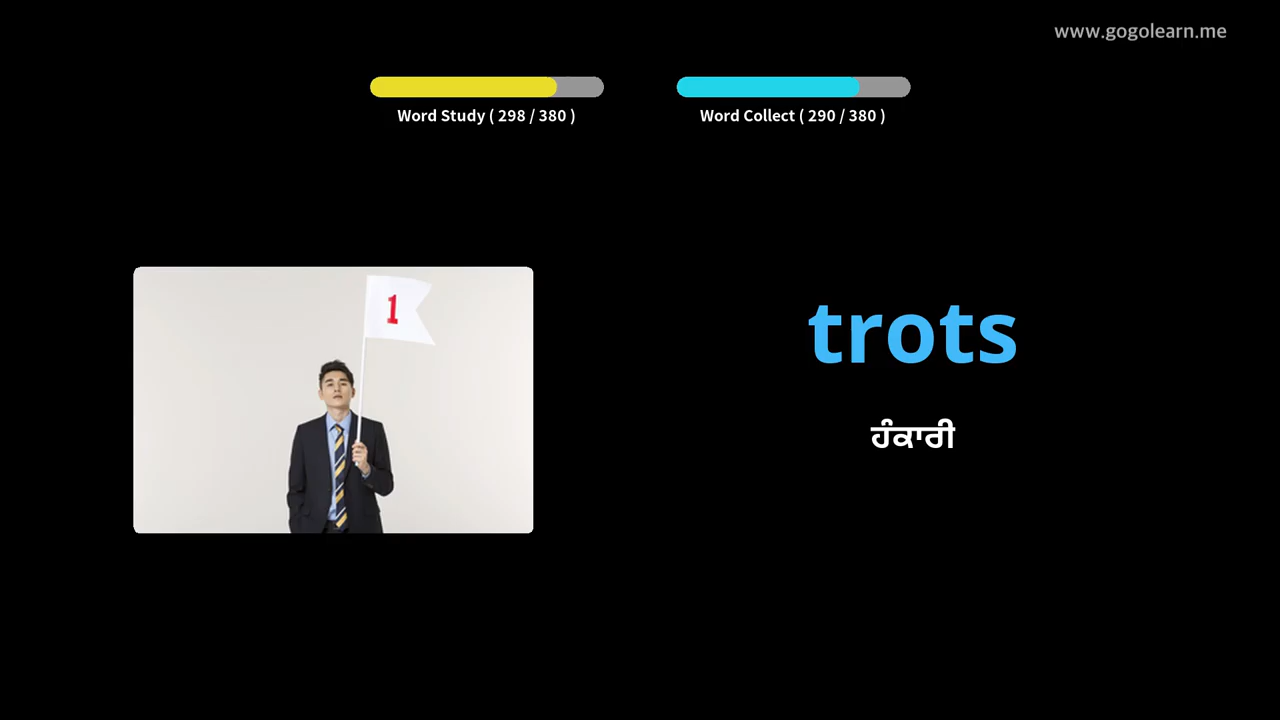 www.gogolearn.me
Word Study ( 298 / 380 )
Word Collect ( 290 / 380 )
1
trots
ਹੰਕਾਰੀ